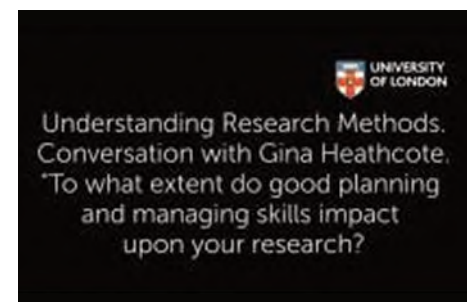 UNIVERSITY
OF LONDON
Understanding Research Methods.
Conversation with Gina Heathcote.
"To what extent do good planning
and managing skills impact
upon your research?